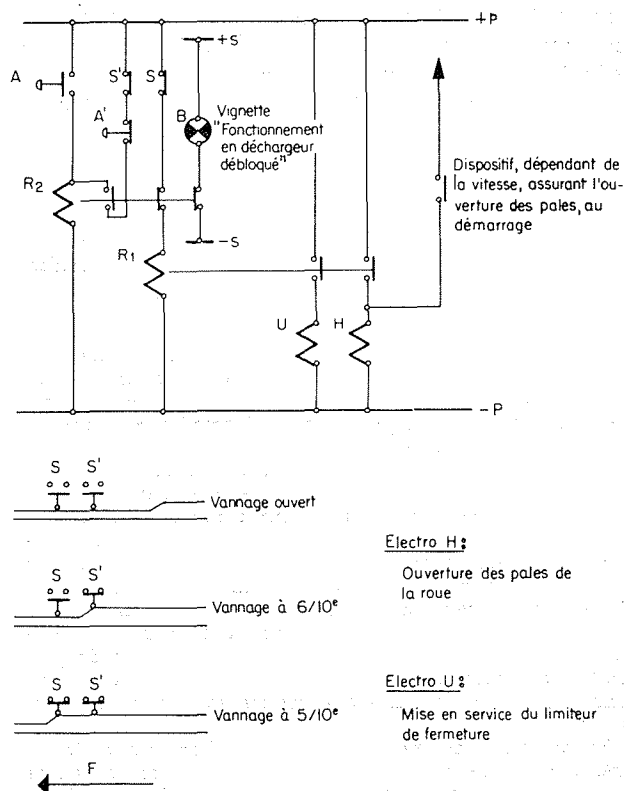 +P
A
S'
S
+S
A'
B
Vignette
"Fonctionnement
en déchargeur
débloqué"
Dispositif, dépendant de
la vitesse, assurant l'ou-
verture des pales, au
démarrage
R2
-S
R1
U
H
-P
S S'
Vannage ouvert
Electro H:
Ouverture des pales de
la roue
S S'
Vannage à 6/10e
Electro U:
Mise en service du limiteur
de fermeture
S S'
Vannage à 5/10e
F